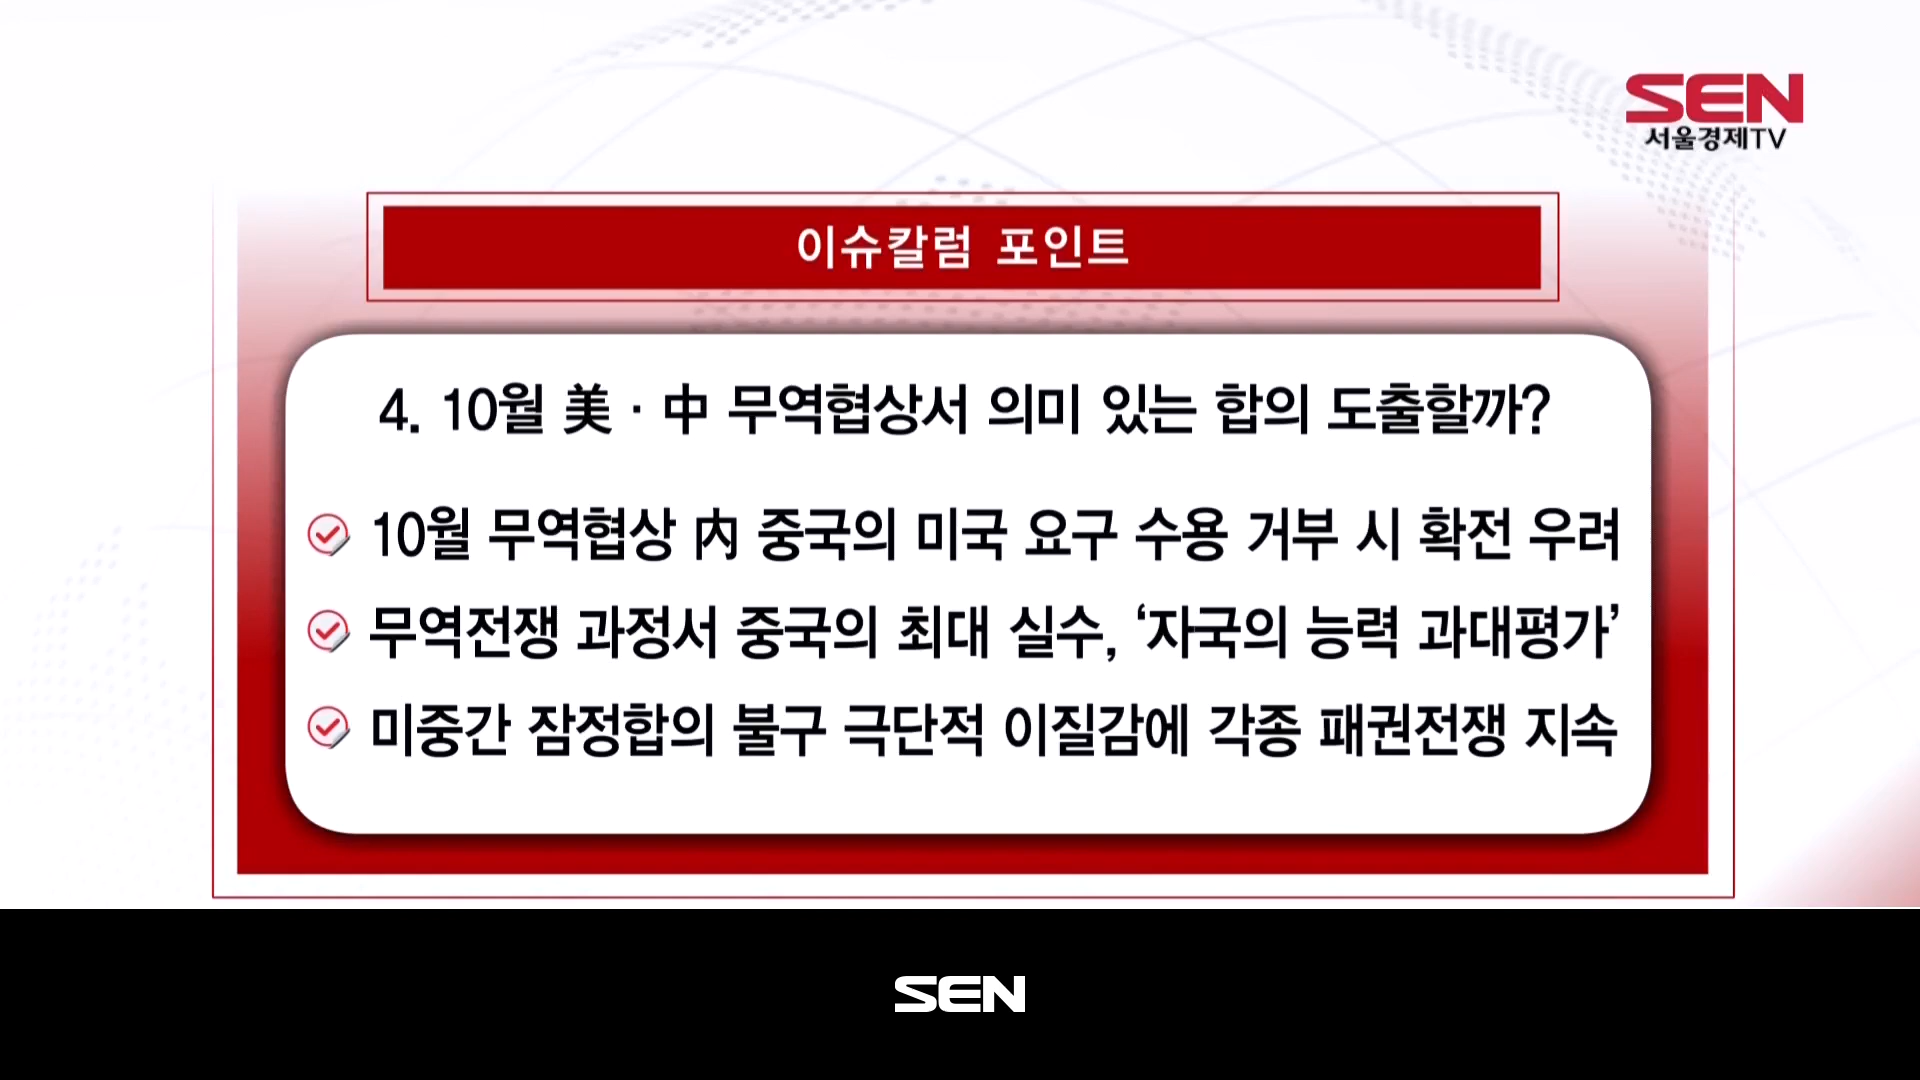 SEN
서울경제TV
이슈칼럼 포인트
4. 10월 美·中 무역협상서 의미 있는 합의 도출할까?
10월 무역협상 內 중국의 미국 요구 수용 거부 시 확전 우려
무역전쟁 과정서 중국의 최대 실수, ‘자국의 능력 과대평가’
미중간 잠정합의 불구 극단적 이질감에 각종 패권전쟁 지속
SEN